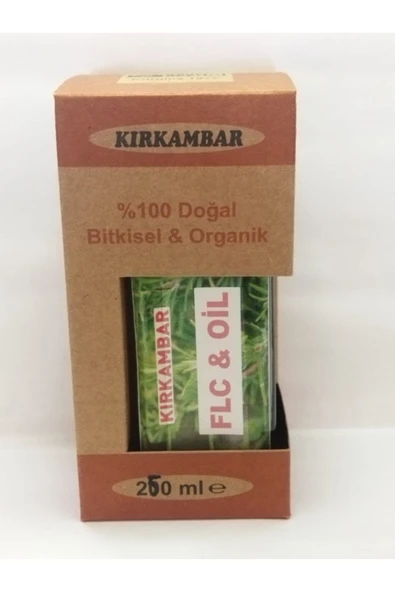 KIRKAMBAR
%100 Doğal
Bitkisel & Organik
KIRKAMBAR
FLC & OİL
250 ml ℮